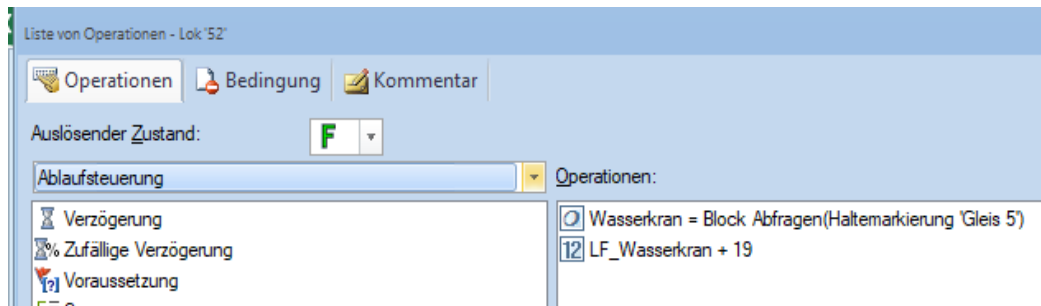 Liste von Operationen - Lok '52'
Operationen Bedingung Kommentar
Auslösender Zustand: F
Ablaufsteuerung
Operationen:
Verzögerung
Zufällige Verzögerung
Voraussetzung
Wasserkran = Block Abfragen(Haltemarkierung 'Gleis 5')
12 LF_Wasserkran + 19